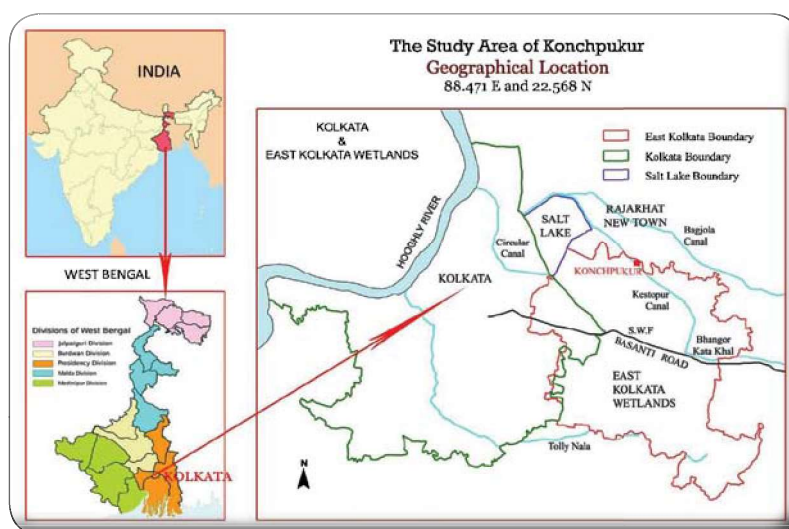 The Study Area of Konchpukur
Geographical Location
88.471 E and 22.568 N
INDIA
WEST BENGAL
Divisions of West Bengal
Jalpaiguri Division
Burdwan Division
Presidency Division
Malda Division
Medinipur Division
KOLKATA
KOLKATA
&
EAST KOLKATA WETLANDS
East Kolkata Boundary
Kolkata Boundary
Salt Lake Boundary
HOOGHLY RIVER
SALT
LAKE
RAJARHAT
NEW TOWN
Bagjola
Canal
Circular
Canal
KONCHPUKUR
KOLKATA
Kestopur
Canal
S.W.F
BASANTI ROAD
Bhangor
Kata Khal
EAST
KOLKATA
WETLANDS
Tolly Nala
N